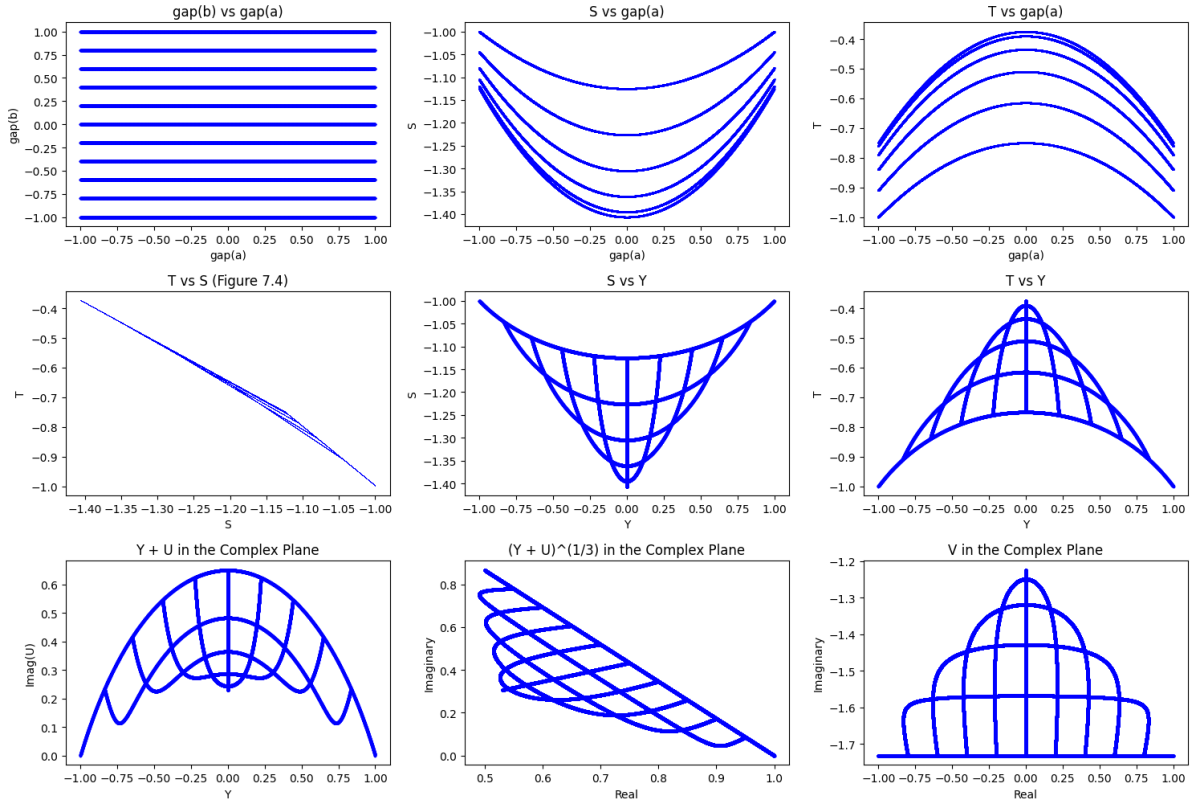 gap(b) vs gap(a)
gap(b)
1.00
0.75
0.50
0.25
0.00
−0.25
−0.50
−0.75
−1.00
−1.00 −0.75 −0.50 −0.25 0.00 0.25 0.50 0.75 1.00
gap(a)
S vs gap(a)
S
−1.00
−1.05
−1.10
−1.15
−1.20
−1.25
−1.30
−1.35
−1.40
−1.00 −0.75 −0.50 −0.25 0.00 0.25 0.50 0.75 1.00
gap(a)
T vs gap(a)
T
−0.4
−0.5
−0.6
−0.7
−0.8
−0.9
−1.0
−1.00 −0.75 −0.50 −0.25 0.00 0.25 0.50 0.75 1.00
gap(a)
T vs S (Figure 7.4)
T
−0.4
−0.5
−0.6
−0.7
−0.8
−0.9
−1.0
−1.40 −1.35 −1.30 −1.25 −1.20 −1.15 −1.10 −1.05 −1.00
S
S vs Y
S
−1.00
−1.05
−1.10
−1.15
−1.20
−1.25
−1.30
−1.35
−1.40
−1.00 −0.75 −0.50 −0.25 0.00 0.25 0.50 0.75 1.00
Y
T vs Y
T
−0.4
−0.5
−0.6
−0.7
−0.8
−0.9
−1.0
−1.00 −0.75 −0.50 −0.25 0.00 0.25 0.50 0.75 1.00
Y
Y + U in the Complex Plane
Imag(U)
0.6
0.5
0.4
0.3
0.2
0.1
0.0
−1.00 −0.75 −0.50 −0.25 0.00 0.25 0.50 0.75 1.00
Y
(Y + U)^(1/3) in the Complex Plane
Imaginary
0.8
0.6
0.4
0.2
0.0
0.5 0.6 0.7 0.8 0.9 1.0
Real
V in the Complex Plane
Imaginary
−1.2
−1.3
−1.4
−1.5
−1.6
−1.7
−1.00 −0.75 −0.50 −0.25 0.00 0.25 0.50 0.75 1.00
Real